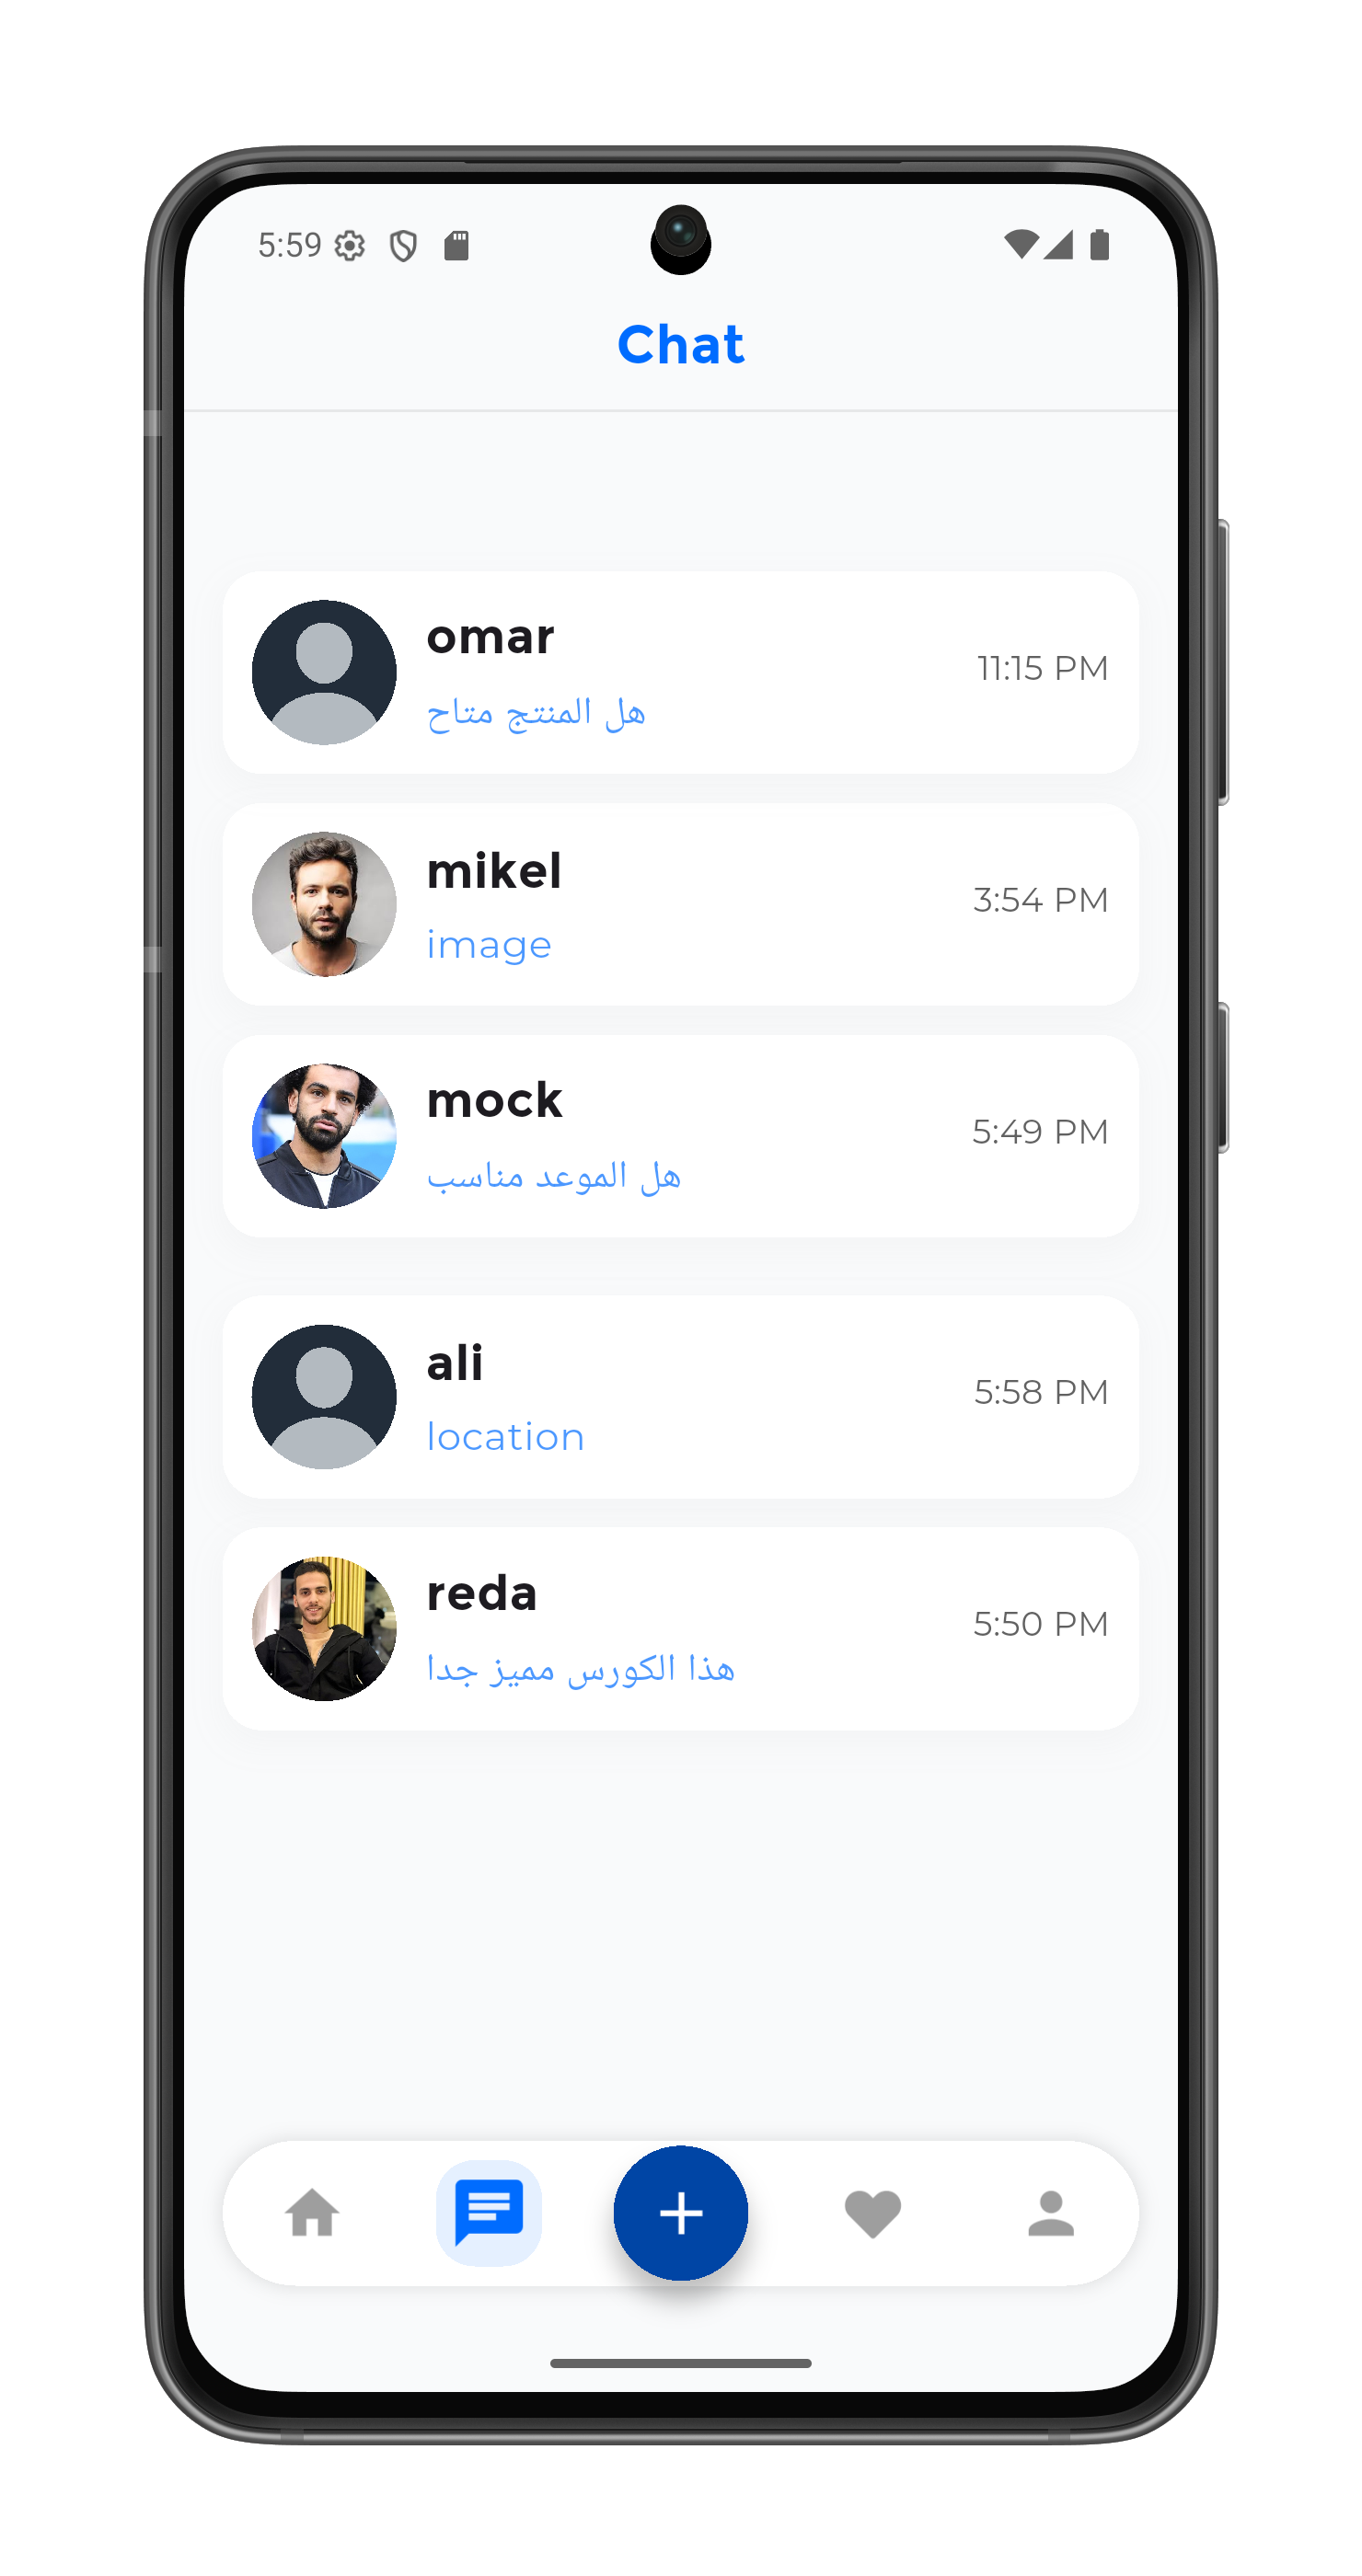 5:59
Chat
omar
11:15 PM
هل المنتج متاح
mikel
3:54 PM
image
mock
5:49 PM
هل الموعد مناسب
ali
5:58 PM
location
reda
5:50 PM
هذا الكورس مميز جدا